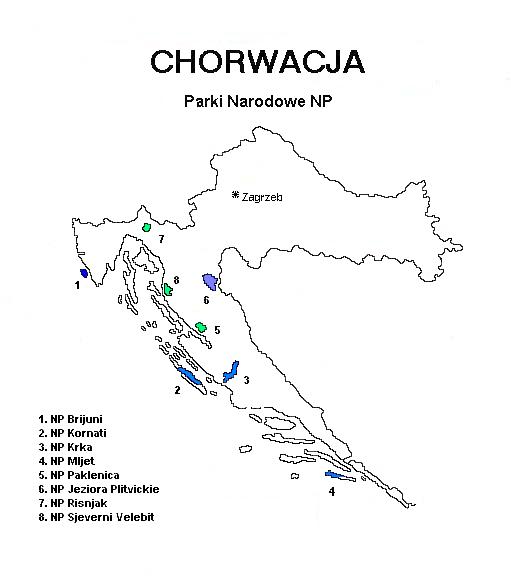 CHORWACJA
Parki Narodowe NP
* Zagrzeb
7
1
8
6
5
3
2
4
1. NP Brijuni
2. NP Kornati
3. NP Krka
4. NP Mljet
5. NP Paklenica
6. NP Jeziora Plitvickie
7. NP Risnjak
8. NP Sjeverni Velebit